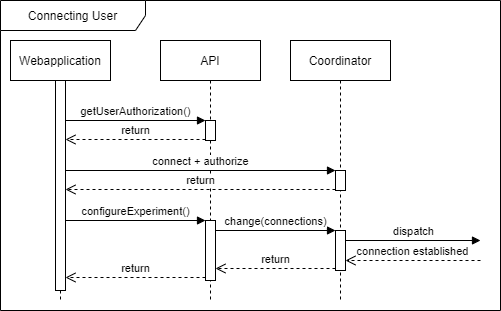 Connecting User
Webapplication
API
Coordinator
getUserAuthorization()
return
connect + authorize
return
configureExperiment()
change(connections)
dispatch
connection established
return
return